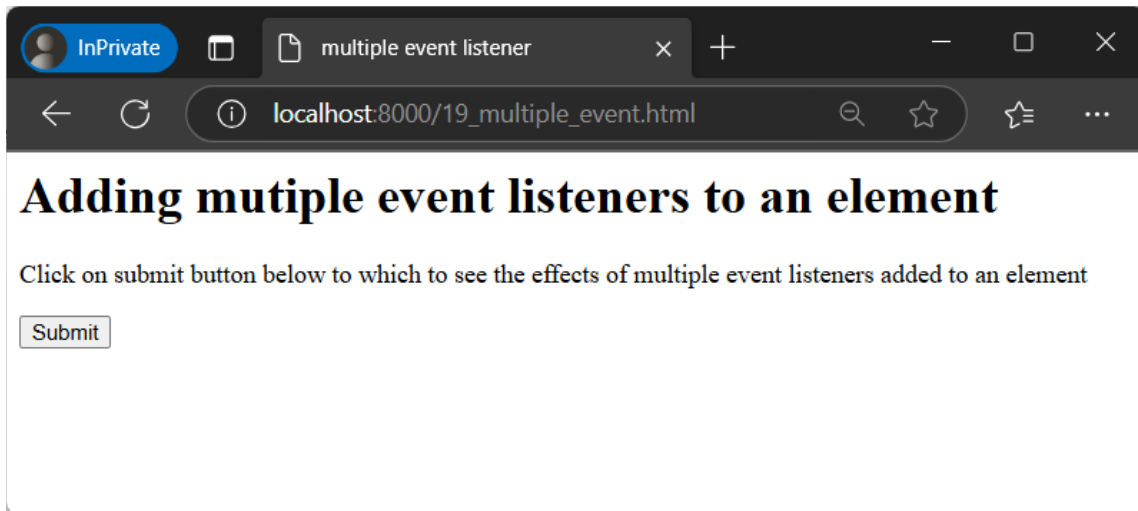 InPrivate
multiple event listener
localhost:8000/19_multiple_event.html
Adding mutiple event listeners to an element
Click on submit button below to which to see the effects of multiple event listeners added to an element
Submit